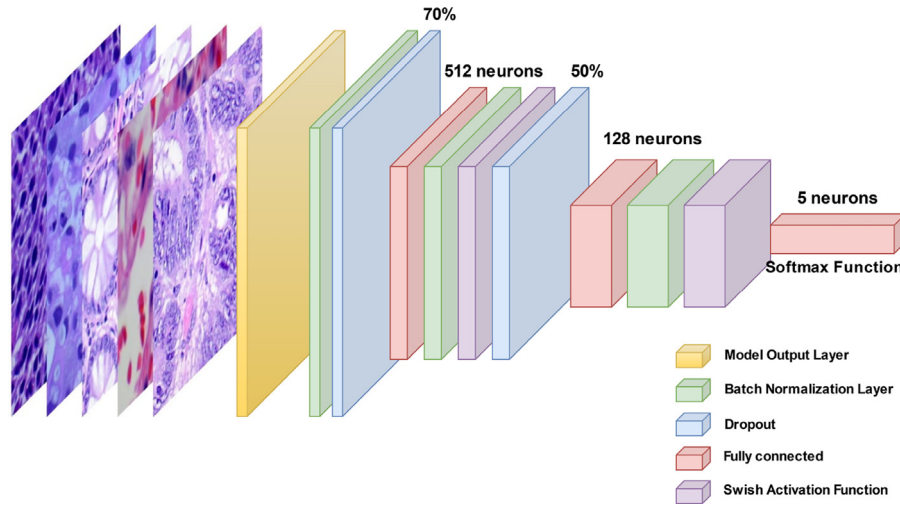 70%
512 neurons
50%
128 neurons
5 neurons
Softmax Function
Model Output Layer
Batch Normalization Layer
Dropout
Fully connected
Swish Activation Function